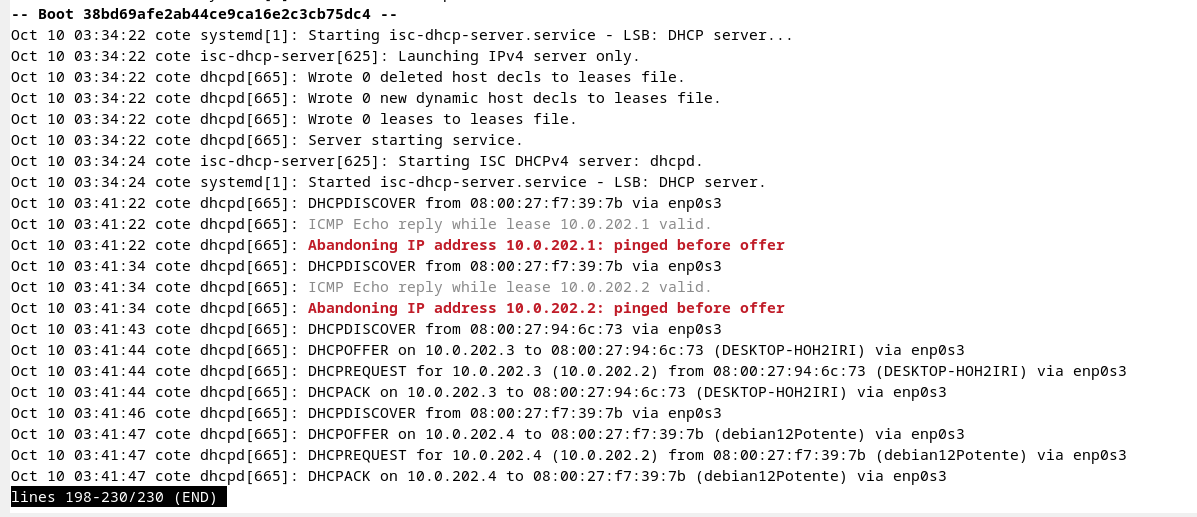 -- Boot 38bd69afe2ab44ce9ca16e2c3cb75dc4 --
Oct 10 03:34:22 cote systemd[1]: Starting isc-dhcp-server.service - LSB: DHCP server...
Oct 10 03:34:22 cote isc-dhcp-server[625]: Launching IPv4 server only.
Oct 10 03:34:22 cote dhcpd[665]: Wrote 0 deleted host decls to leases file.
Oct 10 03:34:22 cote dhcpd[665]: Wrote 0 new dynamic host decls to leases file.
Oct 10 03:34:22 cote dhcpd[665]: Wrote 0 leases to leases file.
Oct 10 03:34:22 cote dhcpd[665]: Server starting service.
Oct 10 03:34:24 cote isc-dhcp-server[625]: Starting ISC DHCPv4 server: dhcpd.
Oct 10 03:34:24 cote systemd[1]: Started isc-dhcp-server.service - LSB: DHCP server.
Oct 10 03:41:22 cote dhcpd[665]: DHCPDISCOVER from 08:00:27:f7:39:7b via enp0s3
Oct 10 03:41:22 cote dhcpd[665]: ICMP Echo reply while lease 10.0.202.1 valid.
Oct 10 03:41:22 cote dhcpd[665]: Abandoning IP address 10.0.202.1: pinged before offer
Oct 10 03:41:34 cote dhcpd[665]: DHCPDISCOVER from 08:00:27:f7:39:7b via enp0s3
Oct 10 03:41:34 cote dhcpd[665]: ICMP Echo reply while lease 10.0.202.2 valid.
Oct 10 03:41:34 cote dhcpd[665]: Abandoning IP address 10.0.202.2: pinged before offer
Oct 10 03:41:43 cote dhcpd[665]: DHCPDISCOVER from 08:00:27:94:6c:73 via enp0s3
Oct 10 03:41:44 cote dhcpd[665]: DHCPOFFER on 10.0.202.3 to 08:00:27:94:6c:73 (DESKTOP-HOH2IRI) via enp0s3
Oct 10 03:41:44 cote dhcpd[665]: DHCPREQUEST for 10.0.202.3 (10.0.202.2) from 08:00:27:94:6c:73 (DESKTOP-HOH2IRI) via enp0s3
Oct 10 03:41:44 cote dhcpd[665]: DHCPACK on 10.0.202.3 to 08:00:27:94:6c:73 (DESKTOP-HOH2IRI) via enp0s3
Oct 10 03:41:46 cote dhcpd[665]: DHCPDISCOVER from 08:00:27:f7:39:7b via enp0s3
Oct 10 03:41:47 cote dhcpd[665]: DHCPOFFER on 10.0.202.4 to 08:00:27:f7:39:7b (debian12Potente) via enp0s3
Oct 10 03:41:47 cote dhcpd[665]: DHCPREQUEST for 10.0.202.4 (10.0.202.2) from 08:00:27:f7:39:7b (debian12Potente) via enp0s3
Oct 10 03:41:47 cote dhcpd[665]: DHCPACK on 10.0.202.4 to 08:00:27:f7:39:7b (debian12Potente) via enp0s3
lines 198-230/230 (END)